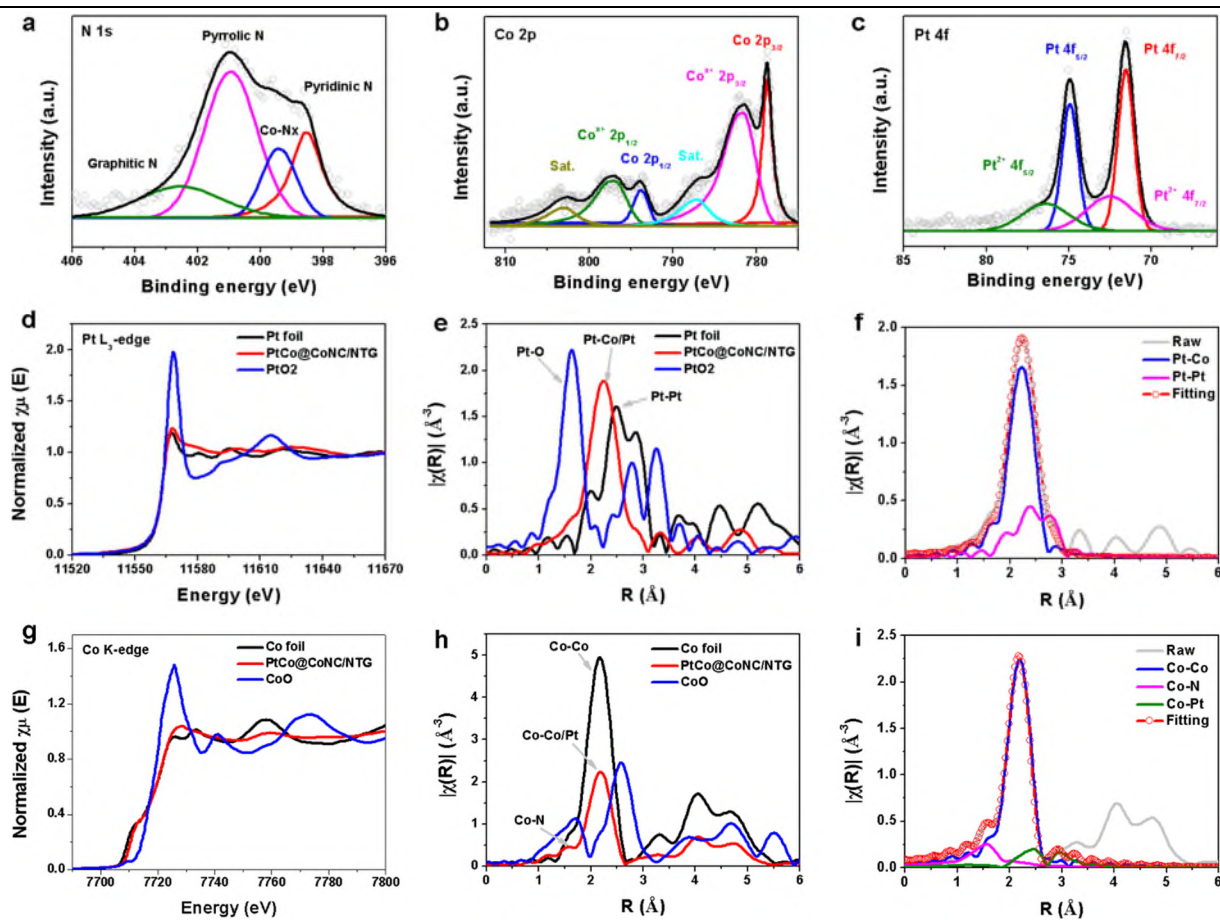 a
N 1s
Pyrrolic N
Pyridinic N
Co-Nx
Graphitic N
Intensity (a.u.)
406 404 402 400 398 396
Binding energy (eV)
b
Co 2p
Co 2p3/2
Co3+ 2p3/2
Co3+ 2p1/2
Co 2p1/2
Sat.
Sat.
Intensity (a.u.)
810 800 790 780
Binding energy (eV)
c
Pt 4f
Pt 4f5/2
Pt 4f7/2
Pt2+ 4f5/2
Pt2+ 4f7/2
Intensity (a.u.)
85 80 75 70
Binding energy (eV)
d
Pt L3-edge
Pt foil
PtCo@CoNC/NTG
PtO2
Normalized χμ (E)
2.0
1.5
1.0
0.5
0.0
11520 11560 11600 11640 11670
Energy (eV)
e
Pt foil
PtCo@CoNC/NTG
PtO2
Pt-O
Pt-Co/Pt
Pt-Pt
|χ(R)| (Å-3)
2.5
2.0
1.5
1.0
0.5
0.0
0 1 2 3 4 5 6
R (Å)
f
Raw
Pt-Co
Pt-Pt
Fitting
|χ(R)| (Å-3)
2.0
1.5
1.0
0.5
0.0
0 1 2 3 4 5 6
R (Å)
g
Co K-edge
Co foil
PtCo@CoNC/NTG
CoO
Normalized χμ (E)
1.6
1.2
0.8
0.4
0.0
7700 7720 7740 7760 7780 7800
Energy (eV)
h
Co foil
PtCo@CoNC/NTG
CoO
Co-Co
Co-Co/Pt
Co-N
|χ(R)| (Å-3)
5
4
3
2
1
0
0 1 2 3 4 5 6
R (Å)
i
Raw
Co-Co
Co-N
Co-Pt
Fitting
|χ(R)| (Å-3)
2.5
2.0
1.5
1.0
0.5
0.0
0 1 2 3 4 5 6
R (Å)